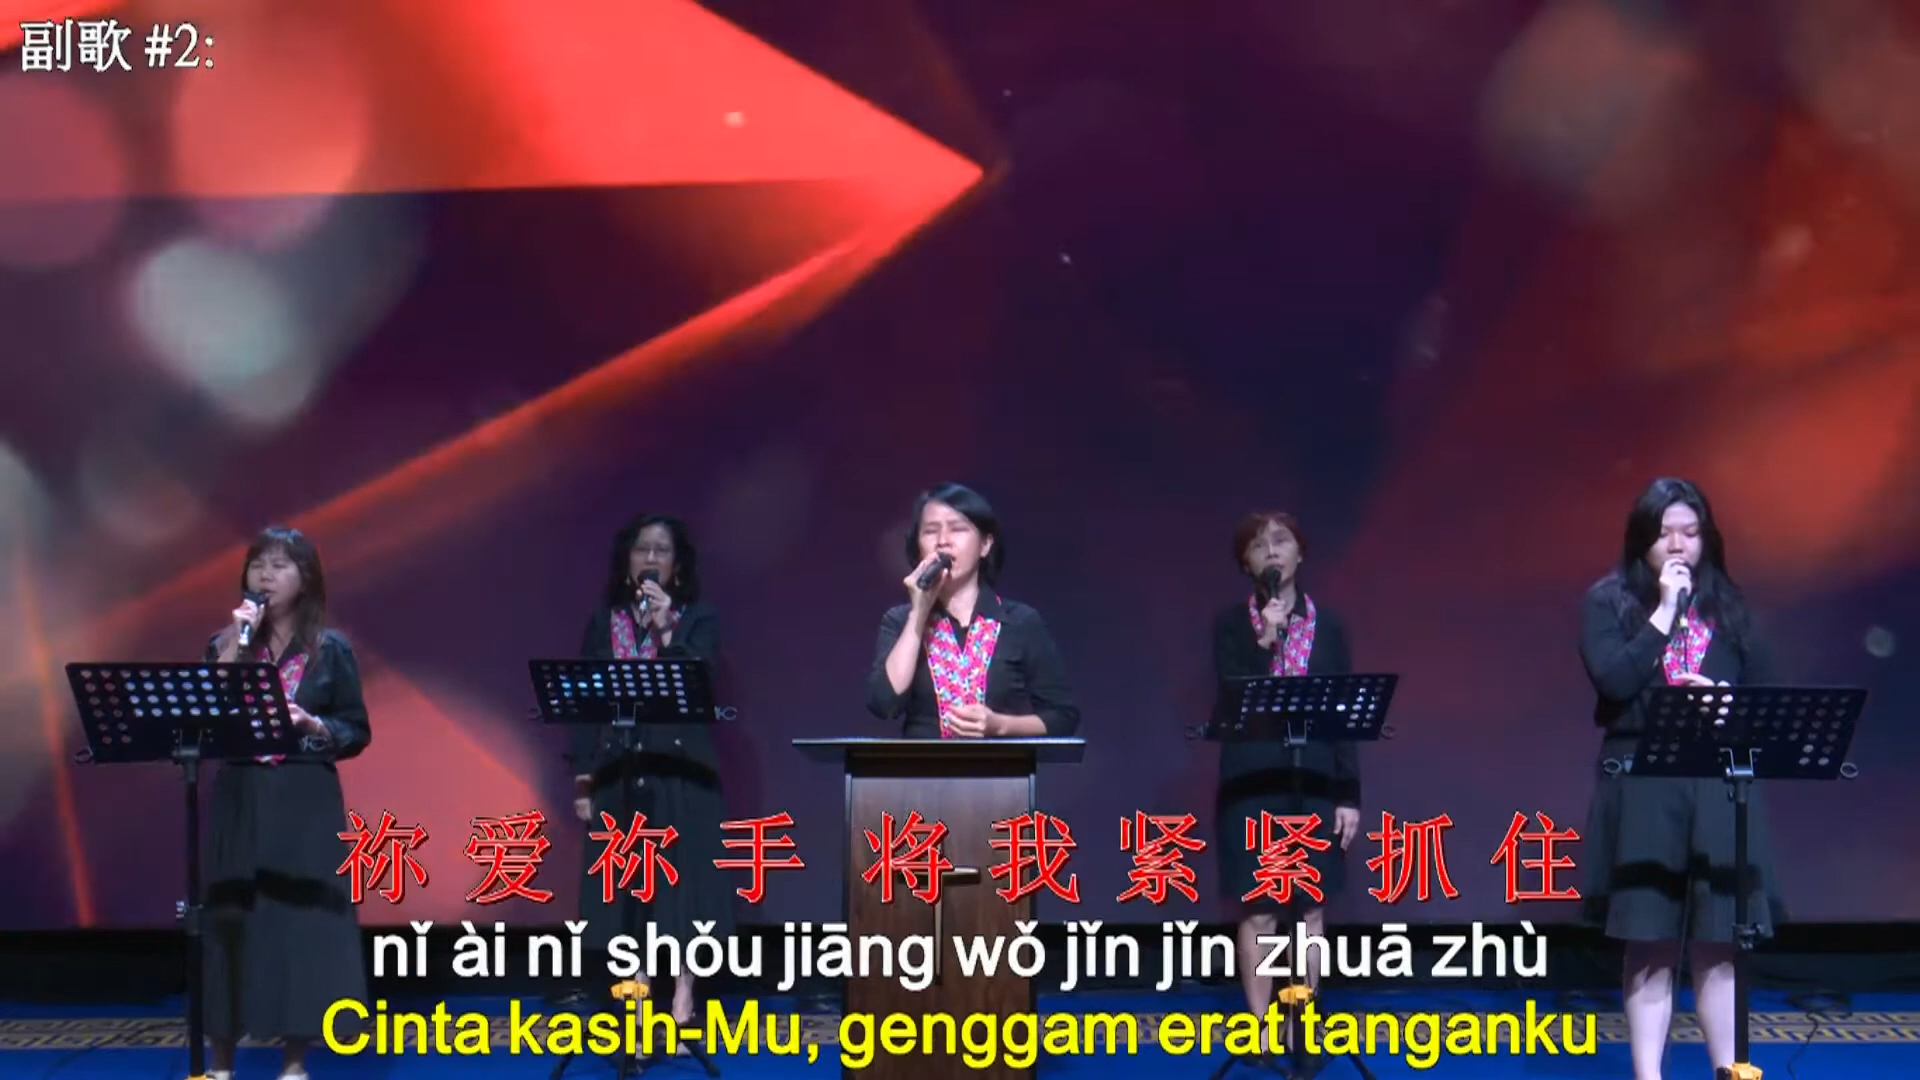 副歌 #2:
祢 爱 祢 手 将 我 紧 紧 抓 住
nǐ ài nǐ shǒu jiāng wǒ jǐn jǐn zhuā zhù
Cinta kasih-Mu, genggam erat tanganku